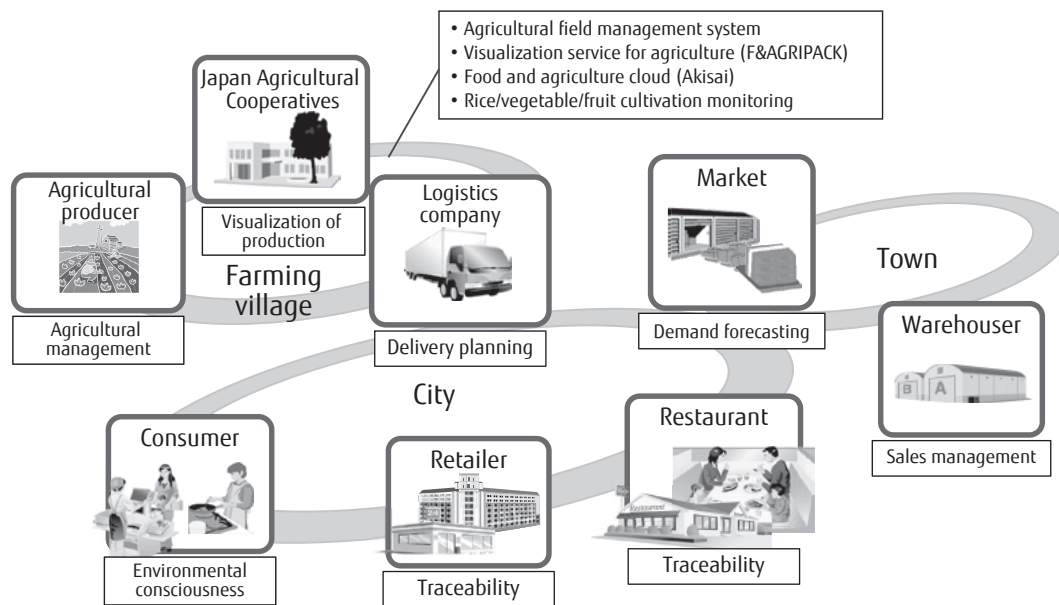 • Agricultural field management system
• Visualization service for agriculture (F&AGRIPACK)
• Food and agriculture cloud (Akisai)
• Rice/vegetable/fruit cultivation monitoring
Japan Agricultural
Cooperatives
Visualization of
production
Agricultural
producer
Agricultural
management
Farming
village
Logistics
company
Delivery planning
Market
Demand forecasting
Town
Warehouser
B A
Sales management
City
Consumer
Environmental
consciousness
Retailer
Traceability
Restaurant
Restaurant
Traceability